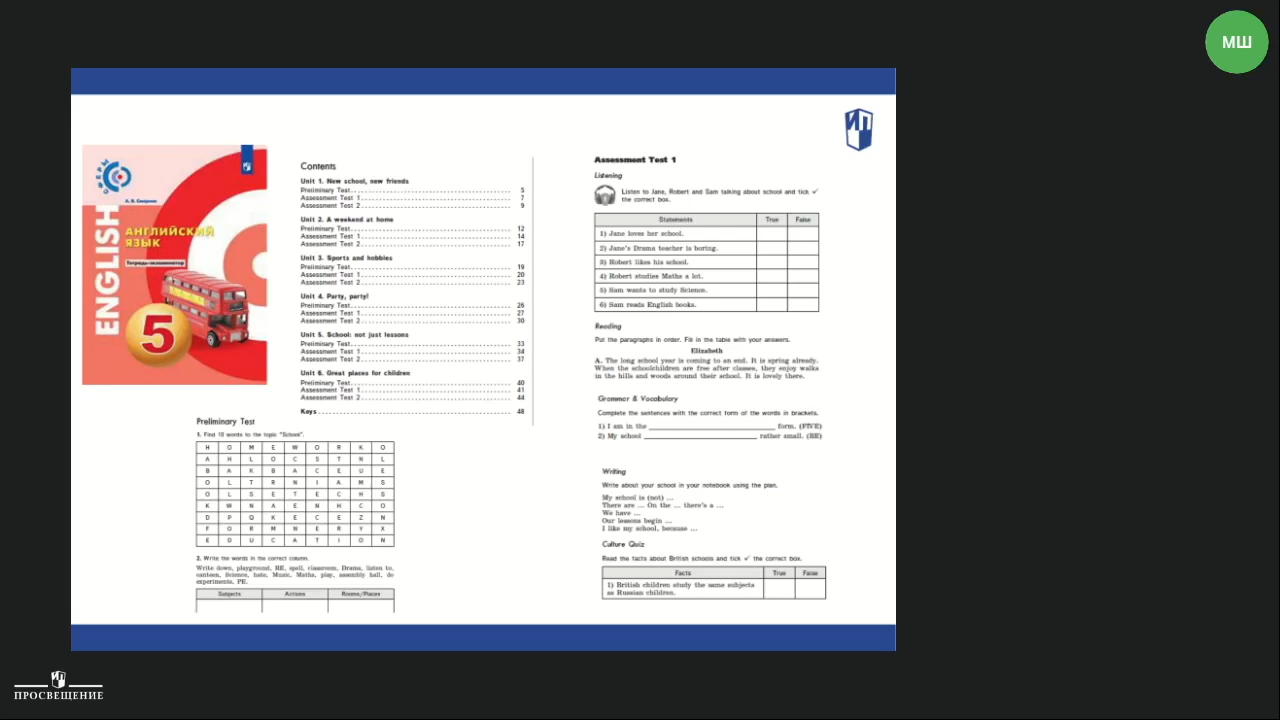 МШ
ИП
СФЕРЫ
А. В. Смирнов
ENGLISH
АНГЛИЙСКИЙ
ЯЗЫК
Тетрадь-экзаменатор
5
Contents
Unit 1. New school, new friends
Preliminary Test 5
Assessment Test 1 7
Assessment Test 2 9
Unit 2. A weekend at home
Preliminary Test 12
Assessment Test 1 14
Assessment Test 2 17
Unit 3. Sports and hobbies
Preliminary Test 19
Assessment Test 1 20
Assessment Test 2 23
Unit 4. Party, party!
Preliminary Test 26
Assessment Test 1 27
Assessment Test 2 30
Unit 5. School: not just lessons
Preliminary Test 33
Assessment Test 1 34
Assessment Test 2 37
Unit 6. Great places for children
Preliminary Test 40
Assessment Test 1 41
Assessment Test 2 44
Keys 48
Preliminary Test
1. Find 10 words to the topic "School".
H O M E W O R K O
A H L O C S T N L
B A K B A C E U E
O L T R N I A M S
O L S E T E C H S
K W N A E N H C O
D P Q K E C E Z N
F O R M N E R Y X
E D U C A T I O N
2. Write the words in the correct column.
Write down, playground, RE, spell, classroom, Drama, listen to,
canteen, Science, hate, Music, Maths, play, assembly hall, do
experiments, PE.
Subjects Actions Rooms/Places
Assessment Test 1
Listening
Listen to Jane, Robert and Sam talking about school and tick ✓
the correct box.
Statements True False
1) Jane loves her school.
2) Jane's Drama teacher is boring.
3) Robert likes his school.
4) Robert studies Maths a lot.
5) Sam wants to study Science.
6) Sam reads English books.
Reading
Put the paragraphs in order. Fill in the table with your answers.
Elizabeth
A. The long school year is coming to an end. It is spring already.
When the schoolchildren are free after classes, they enjoy walks
in the hills and woods around their school. It is lovely there.
Grammar & Vocabulary
Complete the sentences with the correct form of the words in brackets.
1) I am in the ____ form. (FIVE)
2) My school ____ rather small. (BE)
Writing
Write about your school in your notebook using the plan.
My school is (not) ...
There are ... On the ... there's a ...
We have ...
Our lessons begin ...
I like my school, because ...
Culture Quiz
Read the facts about British schools and tick ✓ the correct box.
Facts True False
1) British children study the same subjects
as Russian children.
ПРОСВЕЩЕНИЕ